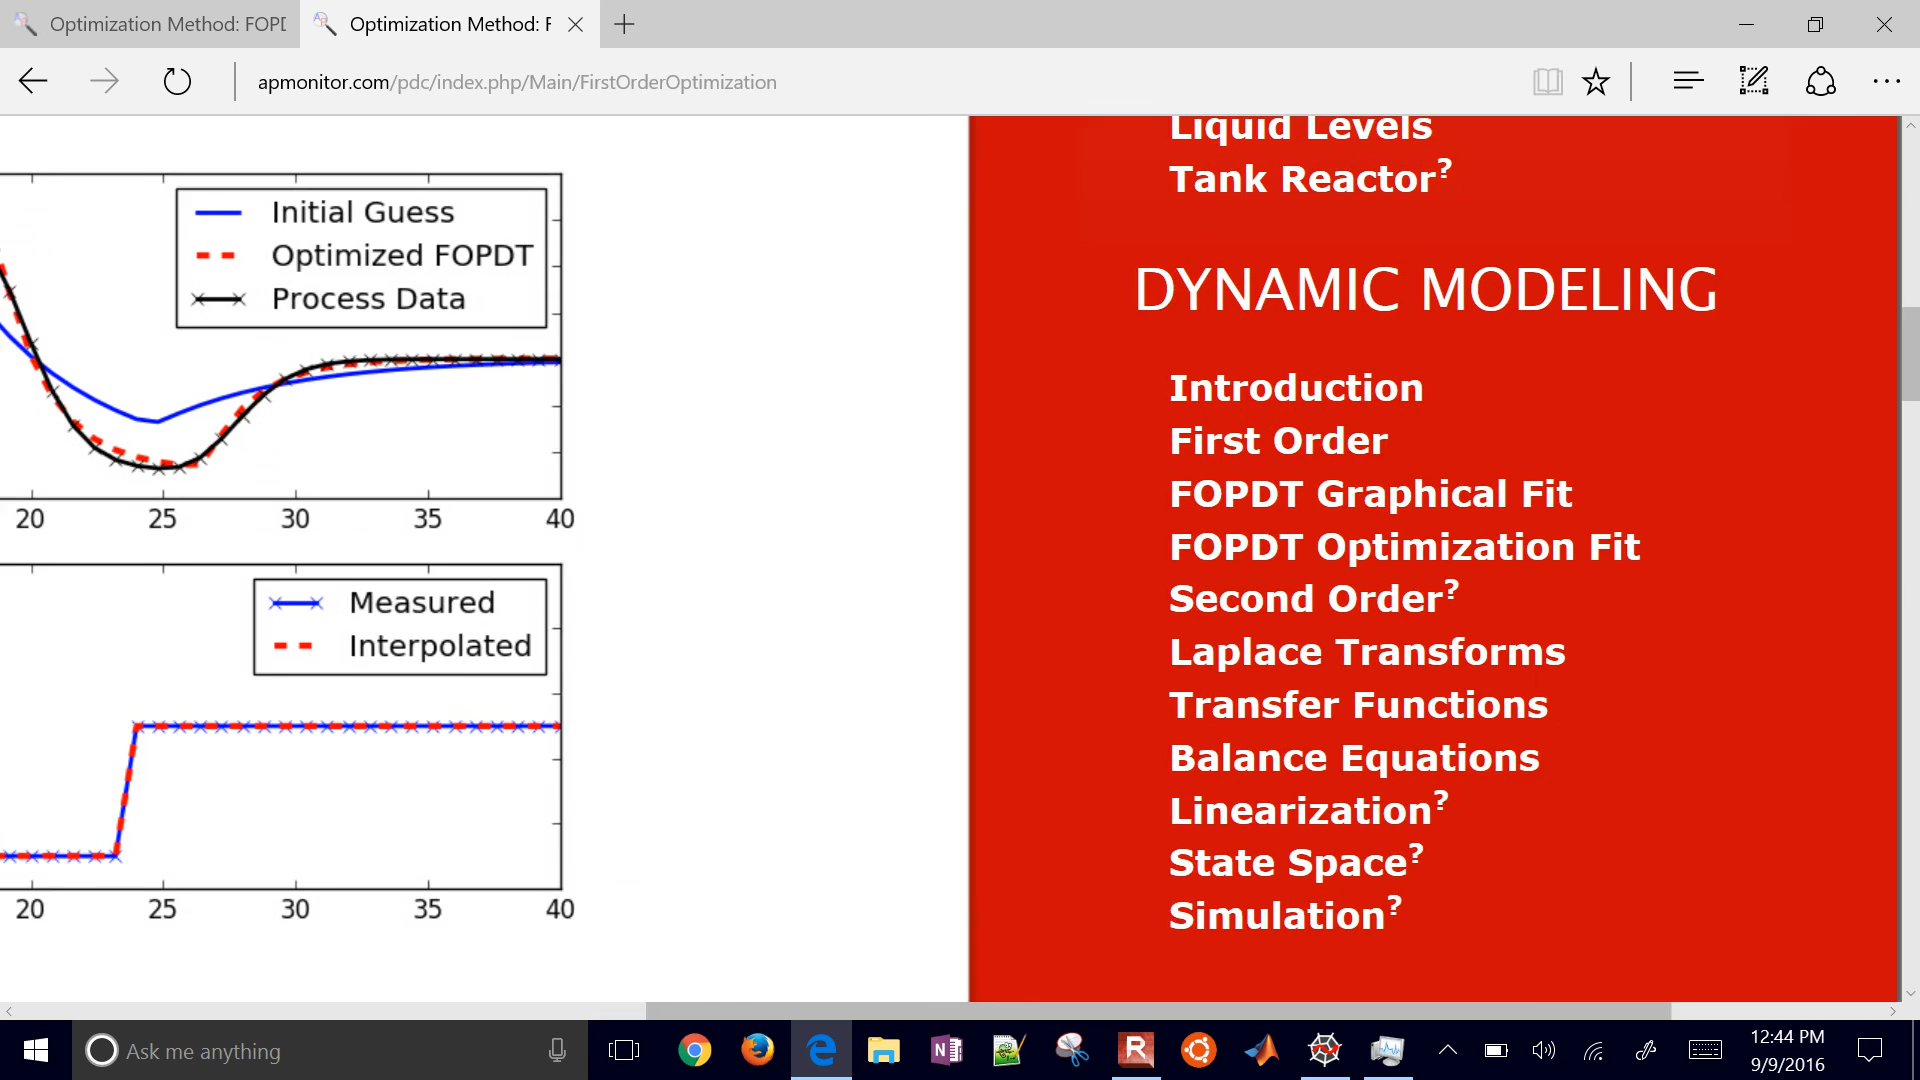 Optimization Method: FOPD
Optimization Method: F
apmonitor.com/pdc/index.php/Main/FirstOrderOptimization
Initial Guess
Optimized FOPDT
Process Data
20 25 30 35 40
Measured
Interpolated
20 25 30 35 40
Liquid Levels
Tank Reactor?
DYNAMIC MODELING
Introduction
First Order
FOPDT Graphical Fit
FOPDT Optimization Fit
Second Order?
Laplace Transforms
Transfer Functions
Balance Equations
Linearization?
State Space?
Simulation?
Ask me anything
N
R
12:44 PM
9/9/2016